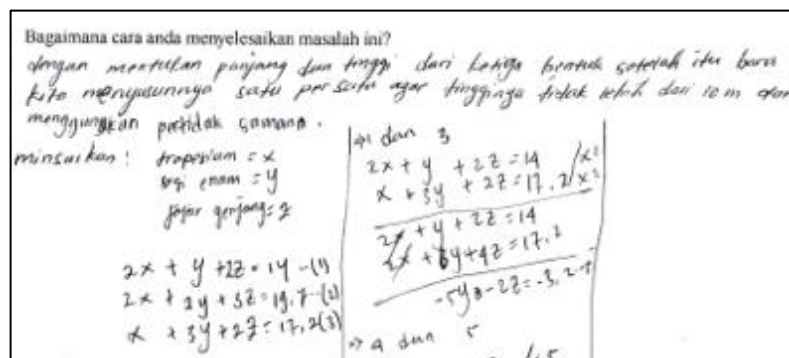 Bagaimana cara anda menyelesaikan masalah ini?
dengan mentukan panjang dan tinggi dari ketiga bentuk setelah itu baru
kita menyusunnya satu per satu agar tingginya tidak lebih dari 10 m dan
menggunakan pertidak samaan.
minsalkan : trapesium = x
segi enam = y
jajar genjang = z
2x + y + 2z = 14 - (1)
2x + 2y + 3z = 19,7 - (2)
x + 3y + 2z = 17,2 (3)
1 dan 3
2x + y + 2z = 14 | x1
x + 3y + 2z = 17,2 | x2
2x + y + 2z = 14
2x + 6y + 4z = 17,2
-5y - 2z = -3,2
=> 4 dan 5